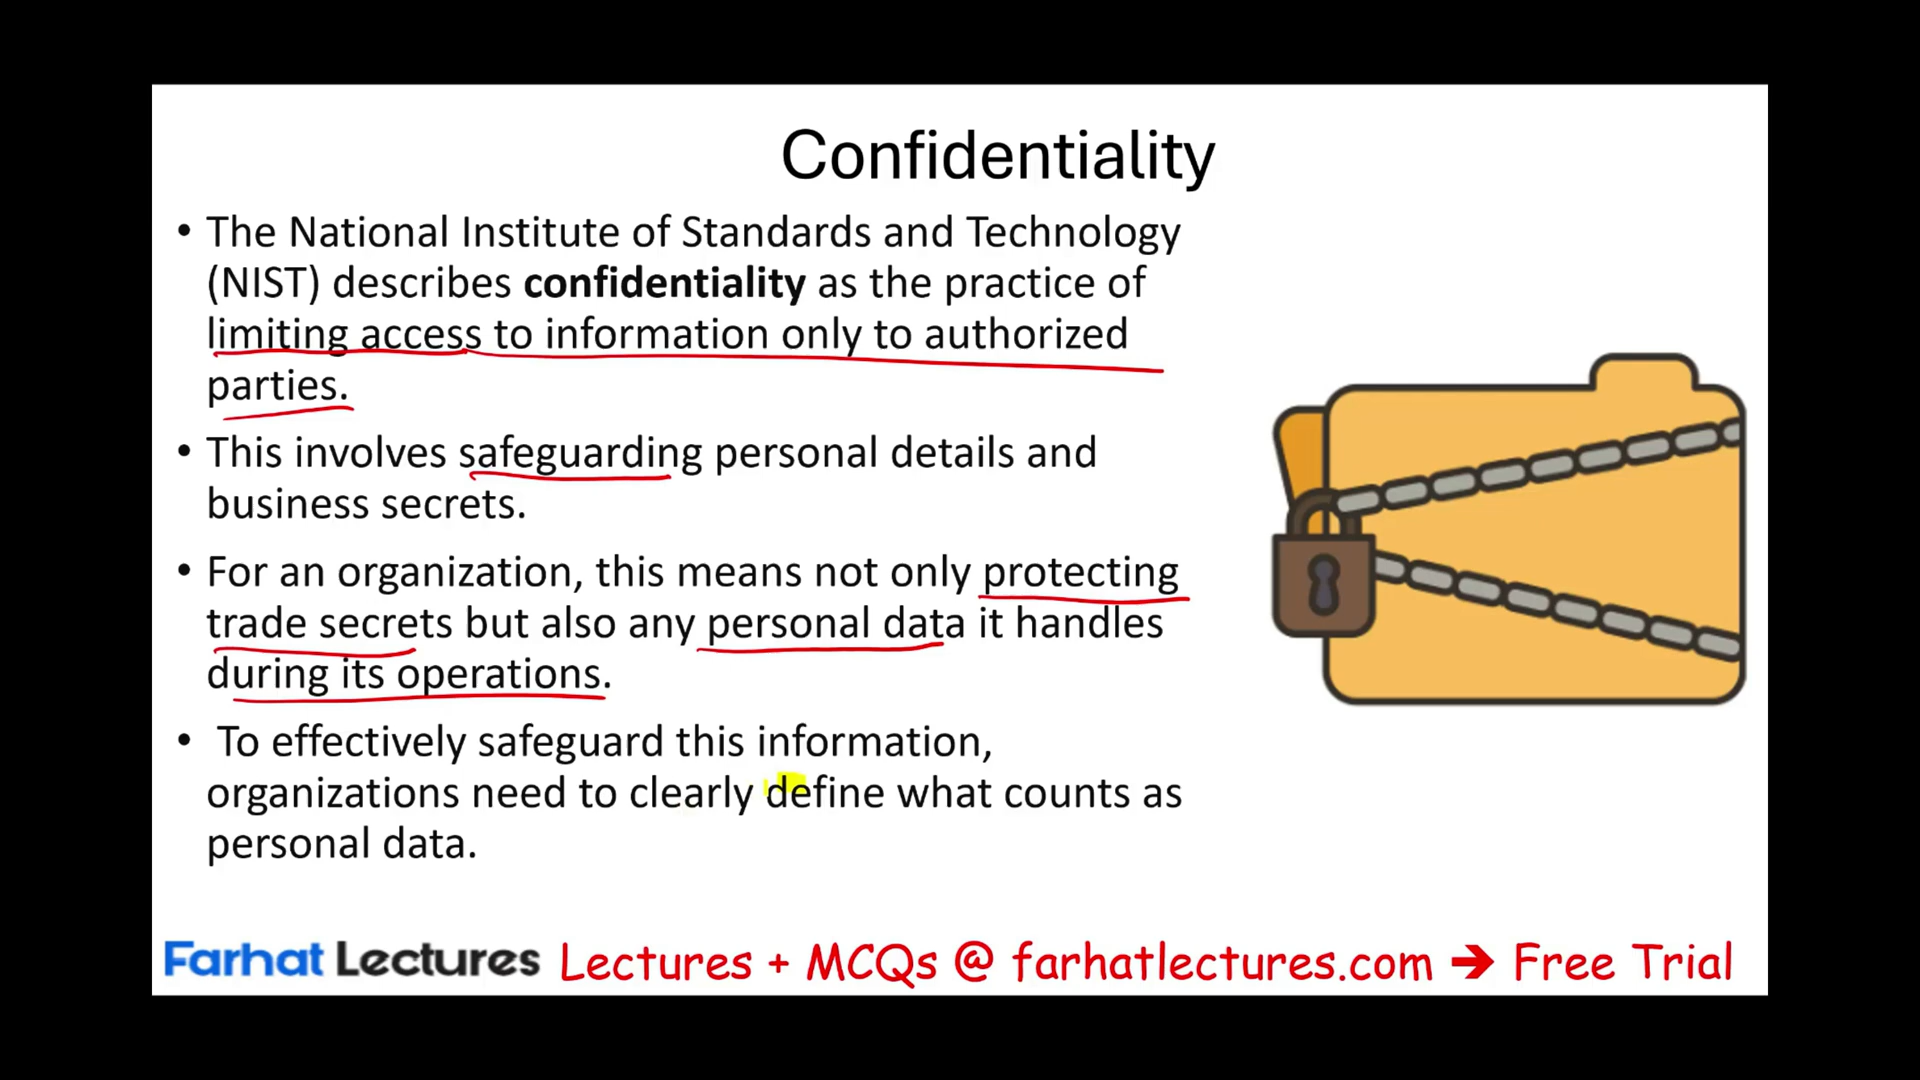 Confidentiality
• The National Institute of Standards and Technology
(NIST) describes confidentiality as the practice of
limiting access to information only to authorized
parties.
• This involves safeguarding personal details and
business secrets.
• For an organization, this means not only protecting
trade secrets but also any personal data it handles
during its operations.
• To effectively safeguard this information,
organizations need to clearly define what counts as
personal data.
Farhat Lectures Lectures + MCQs @ farhatlectures.com → Free Trial